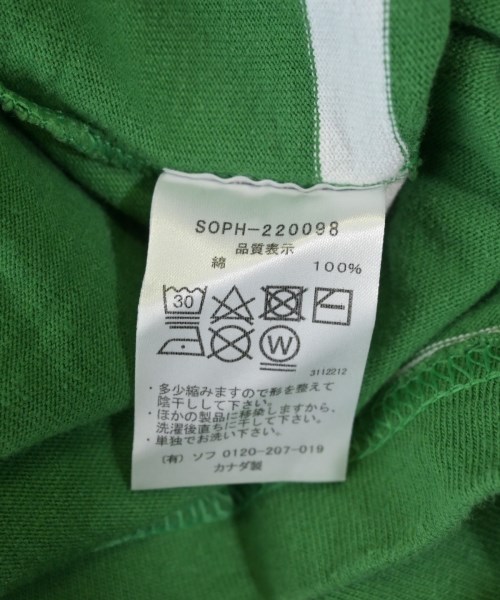 SOPH-220098
品質表示
綿 100%
30
W
3112212
・多少縮みますので形を整えて
陰干しして下さい。
・ほかの製品に移染しますから、
洗濯後直ちに干して下さい。
・単独でお洗い下さい。
(有) ソフ 0120-207-019
カナダ製